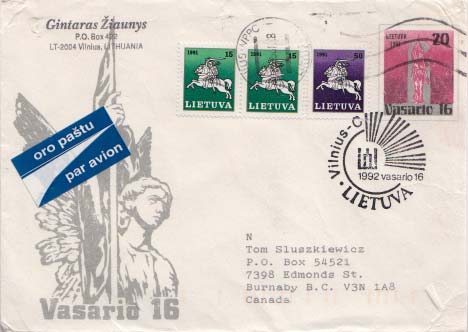 Gintaras Žiaunys
P.O. Box 422
LT-2004 Vilnius, LITHUANIA
oro paštu
par avion
1991 15
LIETUVA
1991 15
LIETUVA
1991 50
LIETUVA
LIETUVA
1991
20
Vasario 16
Vilnius-C
1992 vasario 16
LIETUVA
N
Tom Sluszkiewicz
P.O. Box 54521
7398 Edmonds St.
Burnaby B.C. V3N 1A8
Canada
Vasario 16